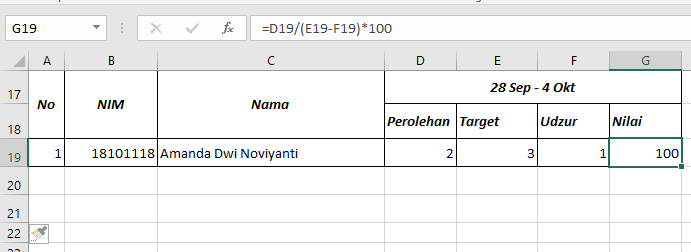 G19 fx =D19/(E19-F19)*100
A B C D E F G
17 No NIM Nama 28 Sep - 4 Okt
18 Perolehan Target Udzur Nilai
19 1 18101118 Amanda Dwi Noviyanti 2 3 1 100
20
21
22